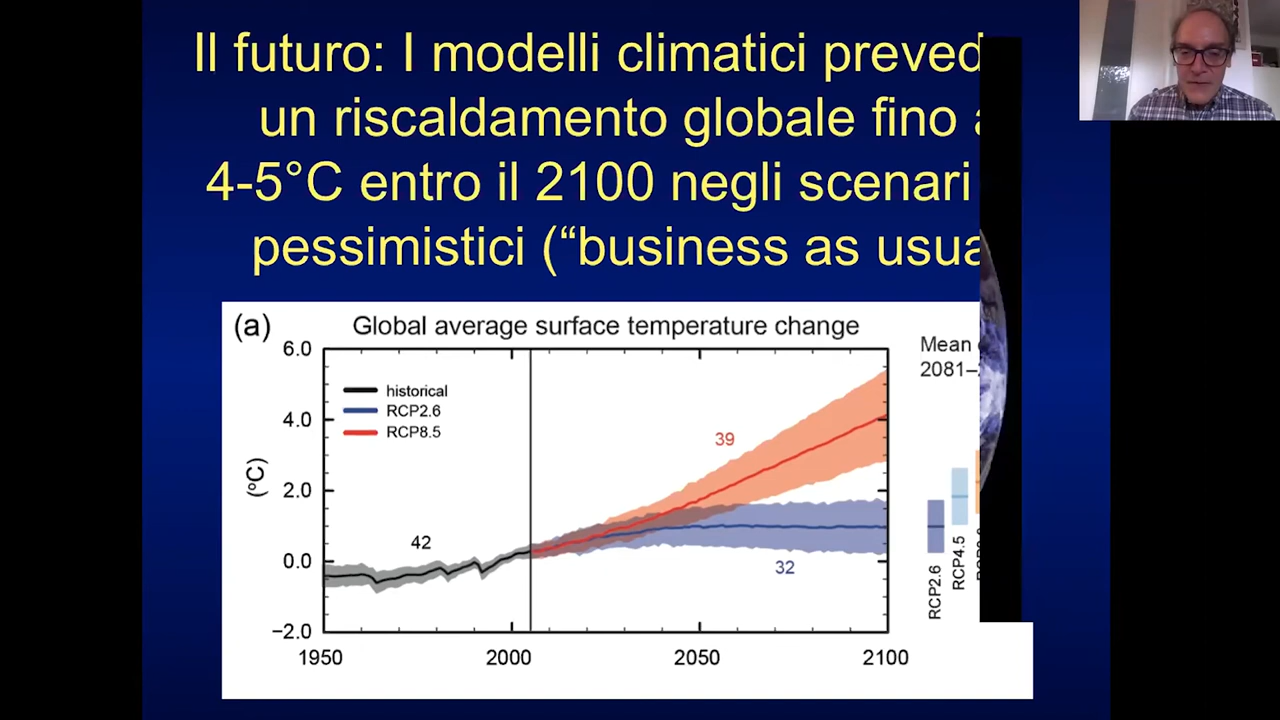 Il futuro: I modelli climatici preved
un riscaldamento globale fino
4-5°C entro il 2100 negli scenari
pessimistici (“business as usua
(a)
Global average surface temperature change
Mean
2081–
6.0
4.0
2.0
0.0
−2.0
(°C)
historical
RCP2.6
RCP8.5
39
42
32
1950
2000
2050
2100
RCP2.6
RCP4.5